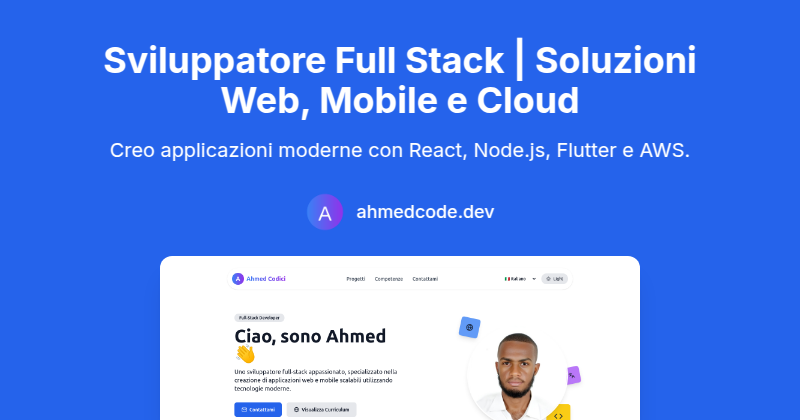 Sviluppatore Full Stack | Soluzioni
Web, Mobile e Cloud
Creo applicazioni moderne con React, Node.js, Flutter e AWS.
A ahmedcode.dev
A Ahmed Codici Progetti Competenze Contattami Italiano Light
Full-Stack Developer
Ciao, sono Ahmed
👋
Uno sviluppatore full-stack appassionato, specializzato nella
creazione di applicazioni web e mobile scalabili utilizzando
tecnologie moderne.
Contattami Visualizza Curriculum